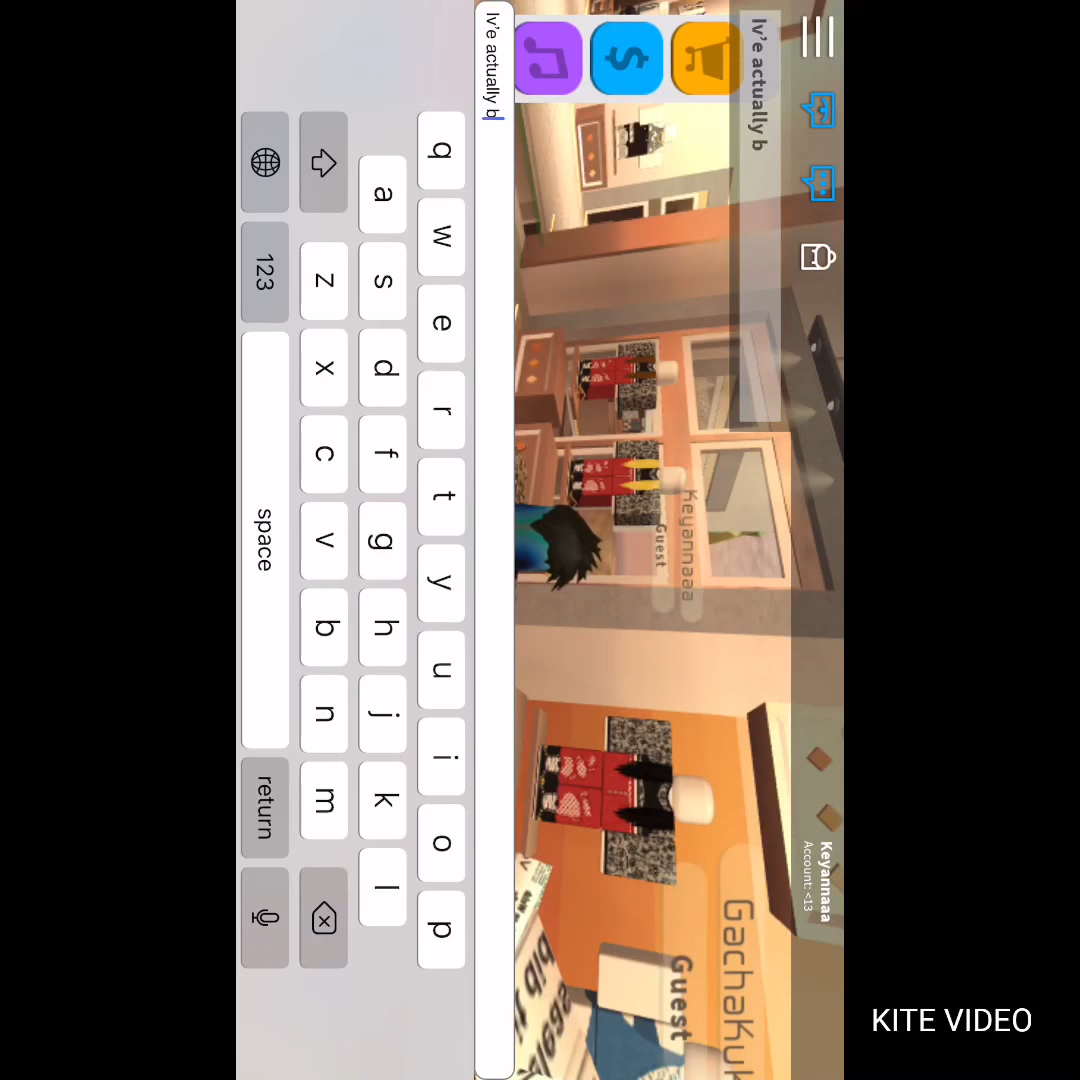 Keyannaaa
Account: <13
Iv'e actually b
Keyannaaa
Guest
GachaKuk
Guest
Iv'e actually b
q w e r t y u i o p
a s d f g h j k l
z x c v b n m
123 space return
KITE VIDEO